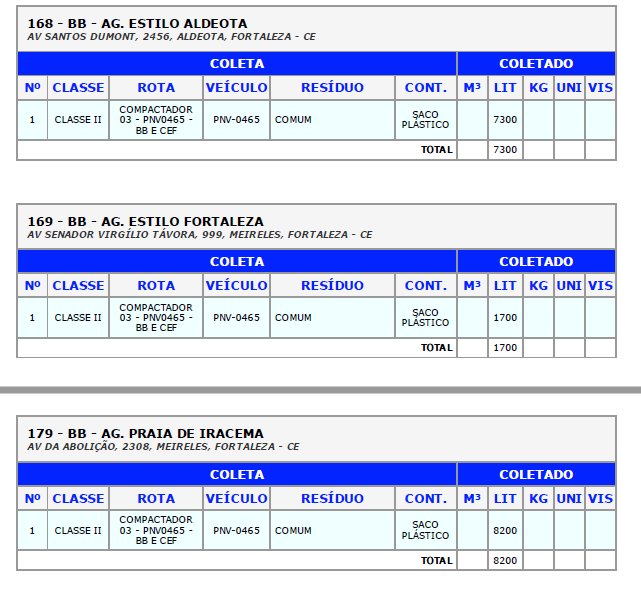 168 - BB - AG. ESTILO ALDEOTA
AV SANTOS DUMONT, 2456, ALDEOTA, FORTALEZA - CE
COLETA COLETADO
Nº CLASSE ROTA VEÍCULO RESÍDUO CONT. M³ LIT KG UNI VIS
1 CLASSE II COMPACTADOR 03 - PNV0465 - BB E CEF PNV-0465 COMUM SACO PLÁSTICO 7300
TOTAL 7300
169 - BB - AG. ESTILO FORTALEZA
AV SENADOR VIRGÍLIO TÁVORA, 999, MEIRELES, FORTALEZA - CE
COLETA COLETADO
Nº CLASSE ROTA VEÍCULO RESÍDUO CONT. M³ LIT KG UNI VIS
1 CLASSE II COMPACTADOR 03 - PNV0465 - BB E CEF PNV-0465 COMUM SACO PLÁSTICO 1700
TOTAL 1700
179 - BB - AG. PRAIA DE IRACEMA
AV DA ABOLIÇÃO, 2308, MEIRELES, FORTALEZA - CE
COLETA COLETADO
Nº CLASSE ROTA VEÍCULO RESÍDUO CONT. M³ LIT KG UNI VIS
1 CLASSE II COMPACTADOR 03 - PNV0465 - BB E CEF PNV-0465 COMUM SACO PLÁSTICO 8200
TOTAL 8200